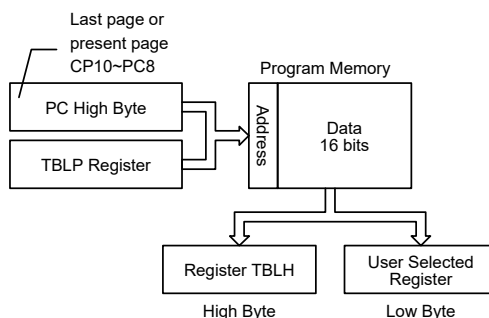 Last page or
present page
CP10~PC8
Program Memory
PC High Byte
TBLP Register
Address
Data
16 bits
Register TBLH
User Selected
Register
High Byte
Low Byte